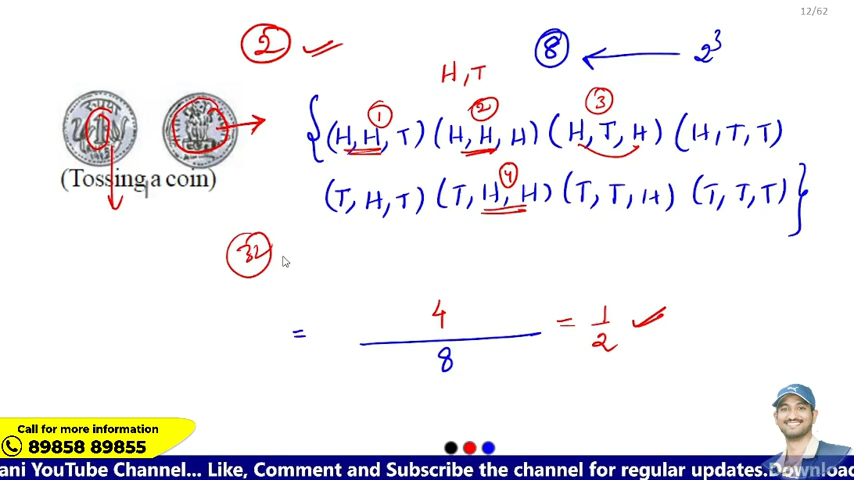 12/62
2
8 ← 2³
H, T
1 2 3
{(H, H, T) (H, H, H) (H, T, H) (H, T, T)
4
(T, H, T) (T, H, H) (T, T, H) (T, T, T)}
(Tossing a coin)
32
= 4/8 = 1/2
Call for more information
89858 89855
ani YouTube Channel... Like, Comment and Subscribe the channel for regular updates.Downloa